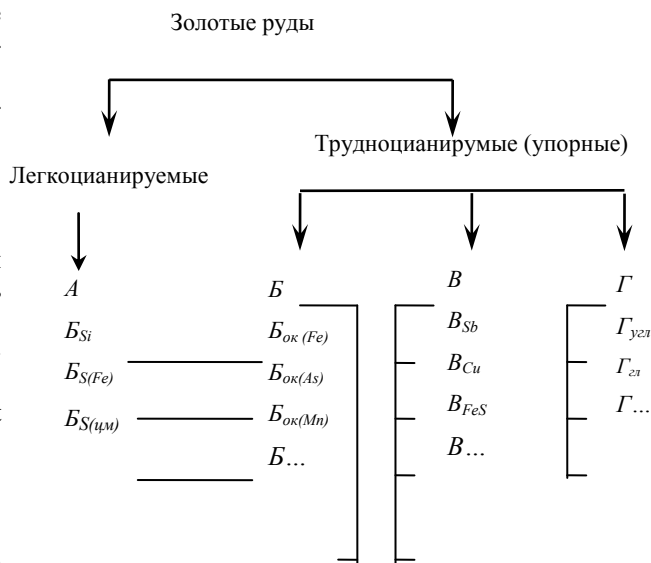 Золотые руды
Трудноцианирумые (упорные)
Легкоцианируемые
А
Б_Si
Б_S(Fe)
Б_S(цм)
Б
Б_ок (Fe)
Б_ок(As)
Б_ок(Mn)
Б…
В
В_Sb
В_Cu
В_FeS
В…
Г
Г_угл
Г_гл
Г…